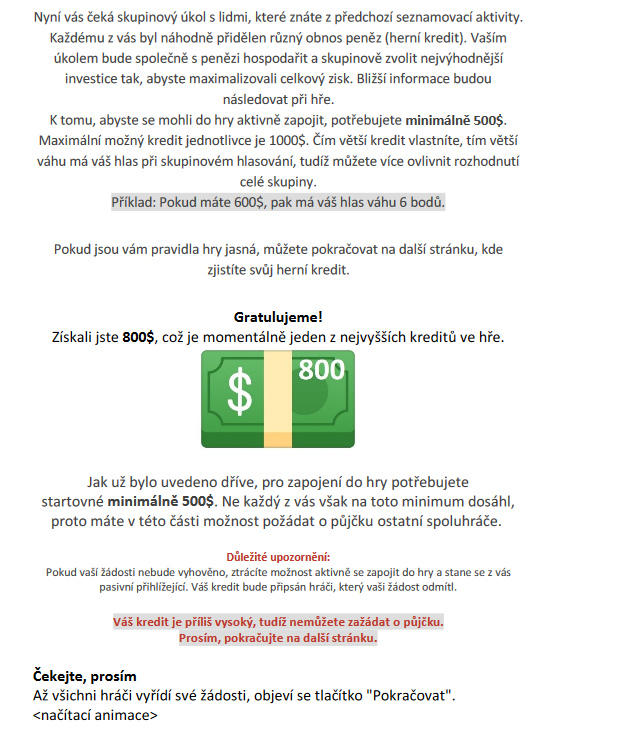 Nyní vás čeká skupinový úkol s lidmi, které znáte z předchozí seznamovací aktivity.
Každému z vás byl náhodně přidělen různý obnos peněz (herní kredit). Vaším
úkolem bude společně s penězi hospodařit a skupinově zvolit nejvýhodnější
investice tak, abyste maximalizovali celkový zisk. Bližší informace budou
následovat při hře.
K tomu, abyste se mohli do hry aktivně zapojit, potřebujete minimálně 500$.
Maximální možný kredit jednotlivce je 1000$. Čím větší kredit vlastníte, tím větší
váhu má váš hlas při skupinovém hlasování, tudíž můžete více ovlivnit rozhodnutí
celé skupiny.
Příklad: Pokud máte 600$, pak má váš hlas váhu 6 bodů.
Pokud jsou vám pravidla hry jasná, můžete pokračovat na další stránku, kde
zjistíte svůj herní kredit.
Gratulujeme!
Získali jste 800$, což je momentálně jeden z nejvyšších kreditů ve hře.
$ 800
Jak už bylo uvedeno dříve, pro zapojení do hry potřebujete
startovné minimálně 500$. Ne každý z vás však na toto minimum dosáhl,
proto máte v této části možnost požádat o půjčku ostatní spoluhráče.
Důležité upozornění:
Pokud vaší žádosti nebude vyhověno, ztrácíte možnost aktivně se zapojit do hry a stane se z vás
pasivní přihlížející. Váš kredit bude připsán hráči, který vaši žádost odmítl.
Váš kredit je příliš vysoký, tudíž nemůžete zažádat o půjčku.
Prosím, pokračujte na další stránku.
Čekejte, prosím
Až všichni hráči vyřídí své žádosti, objeví se tlačítko "Pokračovat".
<načítací animace>